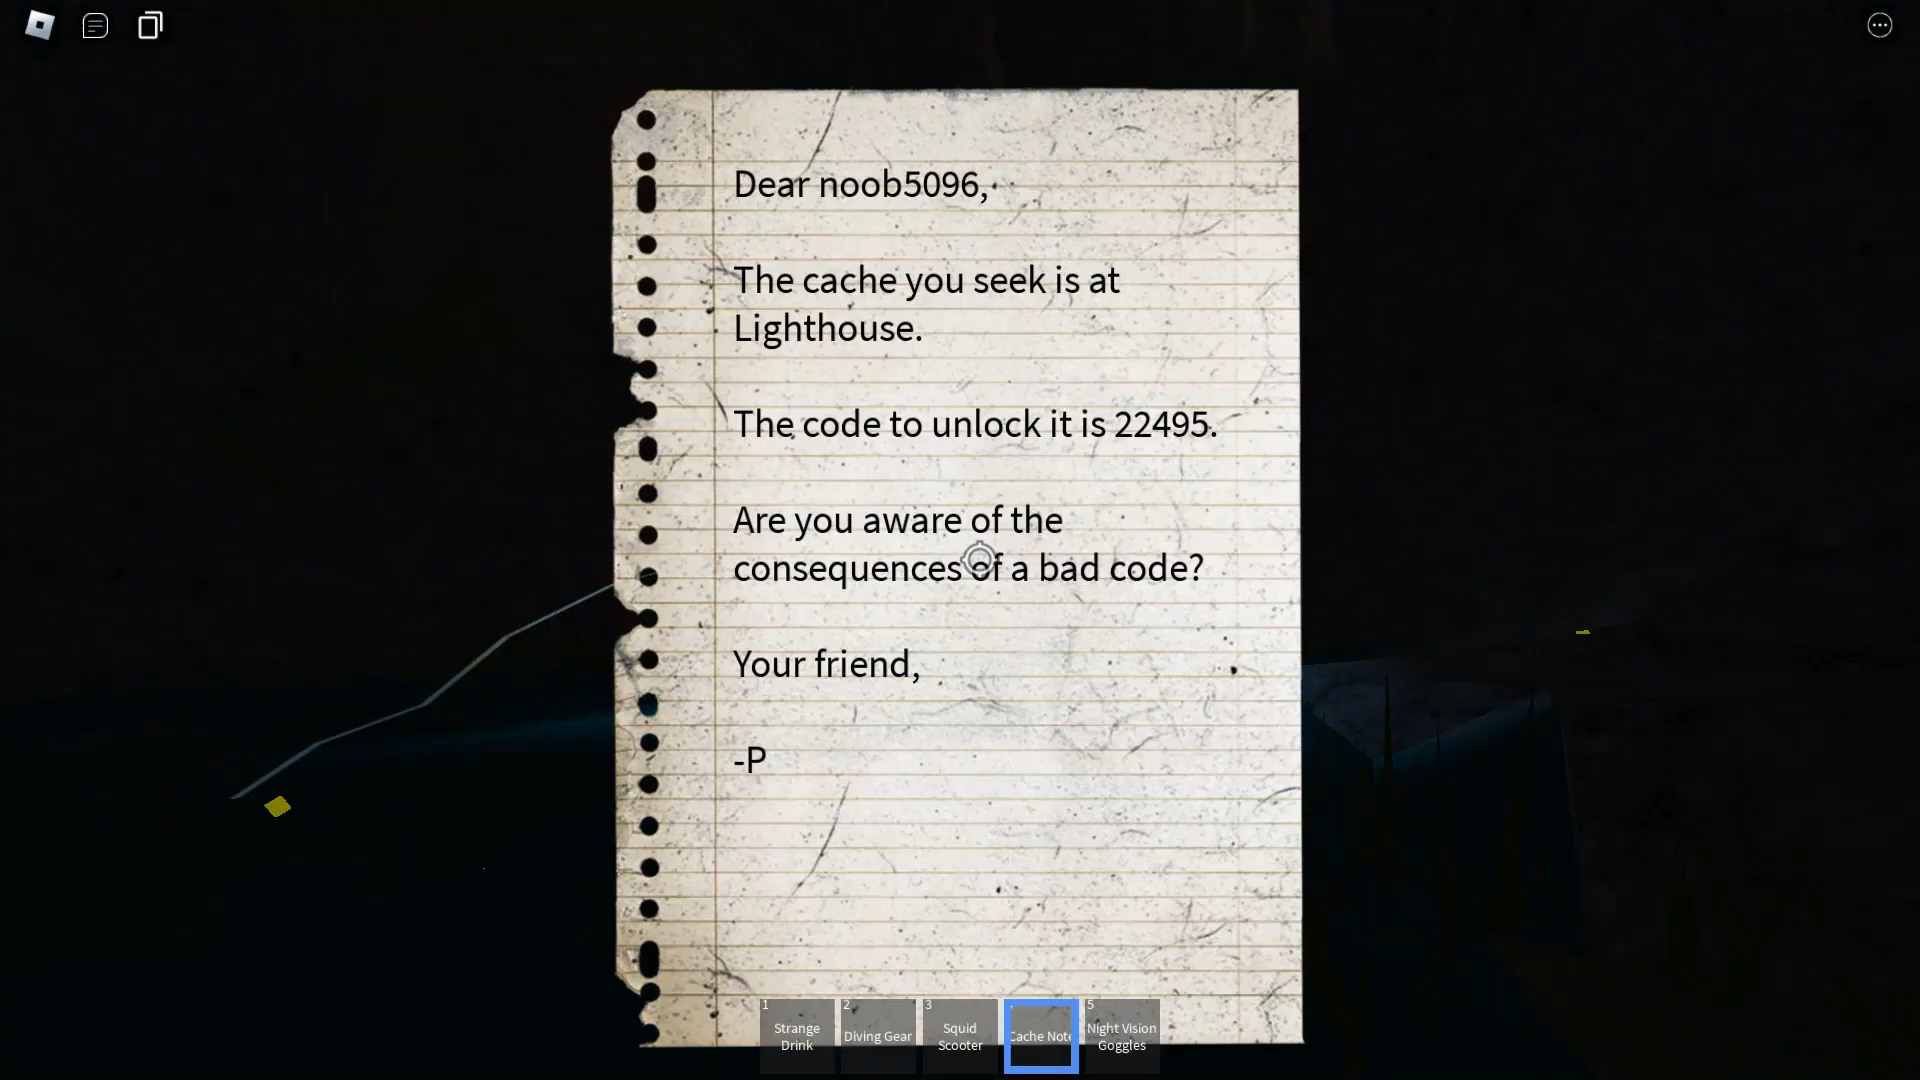 Dear noob5096,
The cache you seek is at
Lighthouse.
The code to unlock it is 22495.
Are you aware of the
consequences of a bad code?
Your friend,
-P
1
Strange
Drink
2
Diving Gear
3
Squid
Scooter
Cache Note
5
Night Vision
Goggles